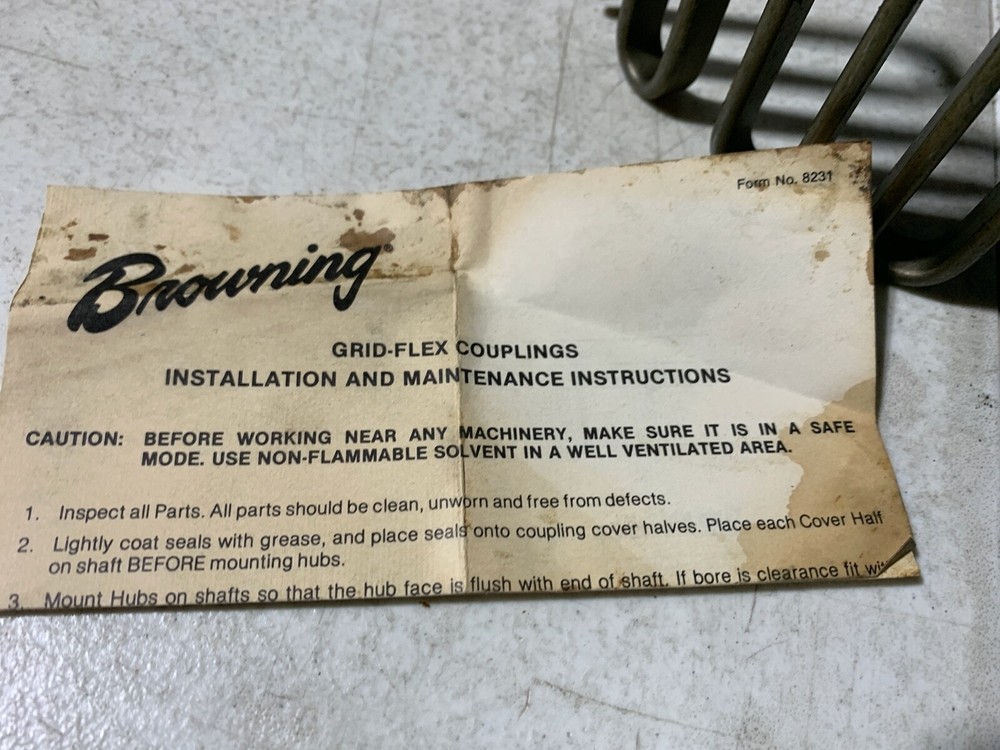 Form No. 8231
Browning
GRID-FLEX COUPLINGS
INSTALLATION AND MAINTENANCE INSTRUCTIONS
CAUTION: BEFORE WORKING NEAR ANY MACHINERY, MAKE SURE IT IS IN A SAFE
MODE. USE NON-FLAMMABLE SOLVENT IN A WELL VENTILATED AREA.
1. Inspect all Parts. All parts should be clean, unworn and free from defects.
2. Lightly coat seals with grease, and place seals onto coupling cover halves. Place each Cover Half
on shaft BEFORE mounting hubs.
3. Mount Hubs on shafts so that the hub face is flush with end of shaft. If bore is clearance fit